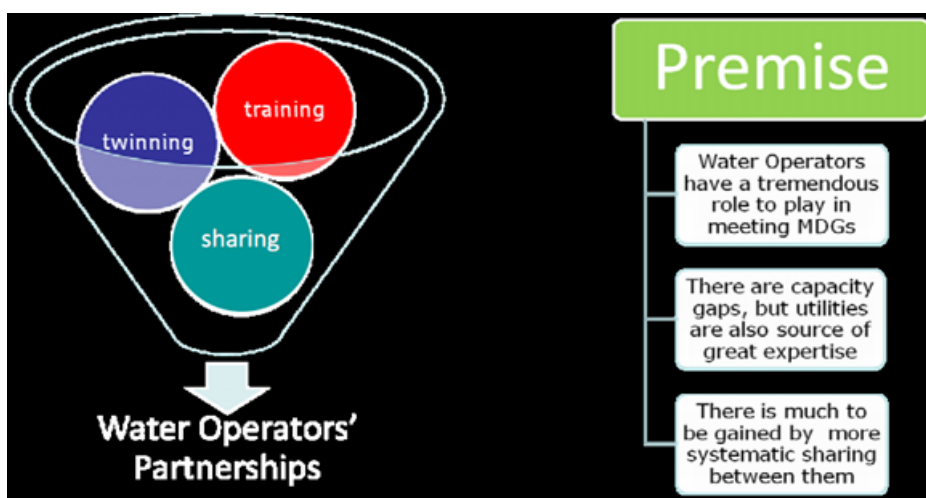 twinning
training
sharing
Water Operators'
Partnerships
Premise
Water Operators
have a tremendous
role to play in
meeting MDGs
There are capacity
gaps, but utilities
are also source of
great expertise
There is much to
be gained by more
systematic sharing
between them